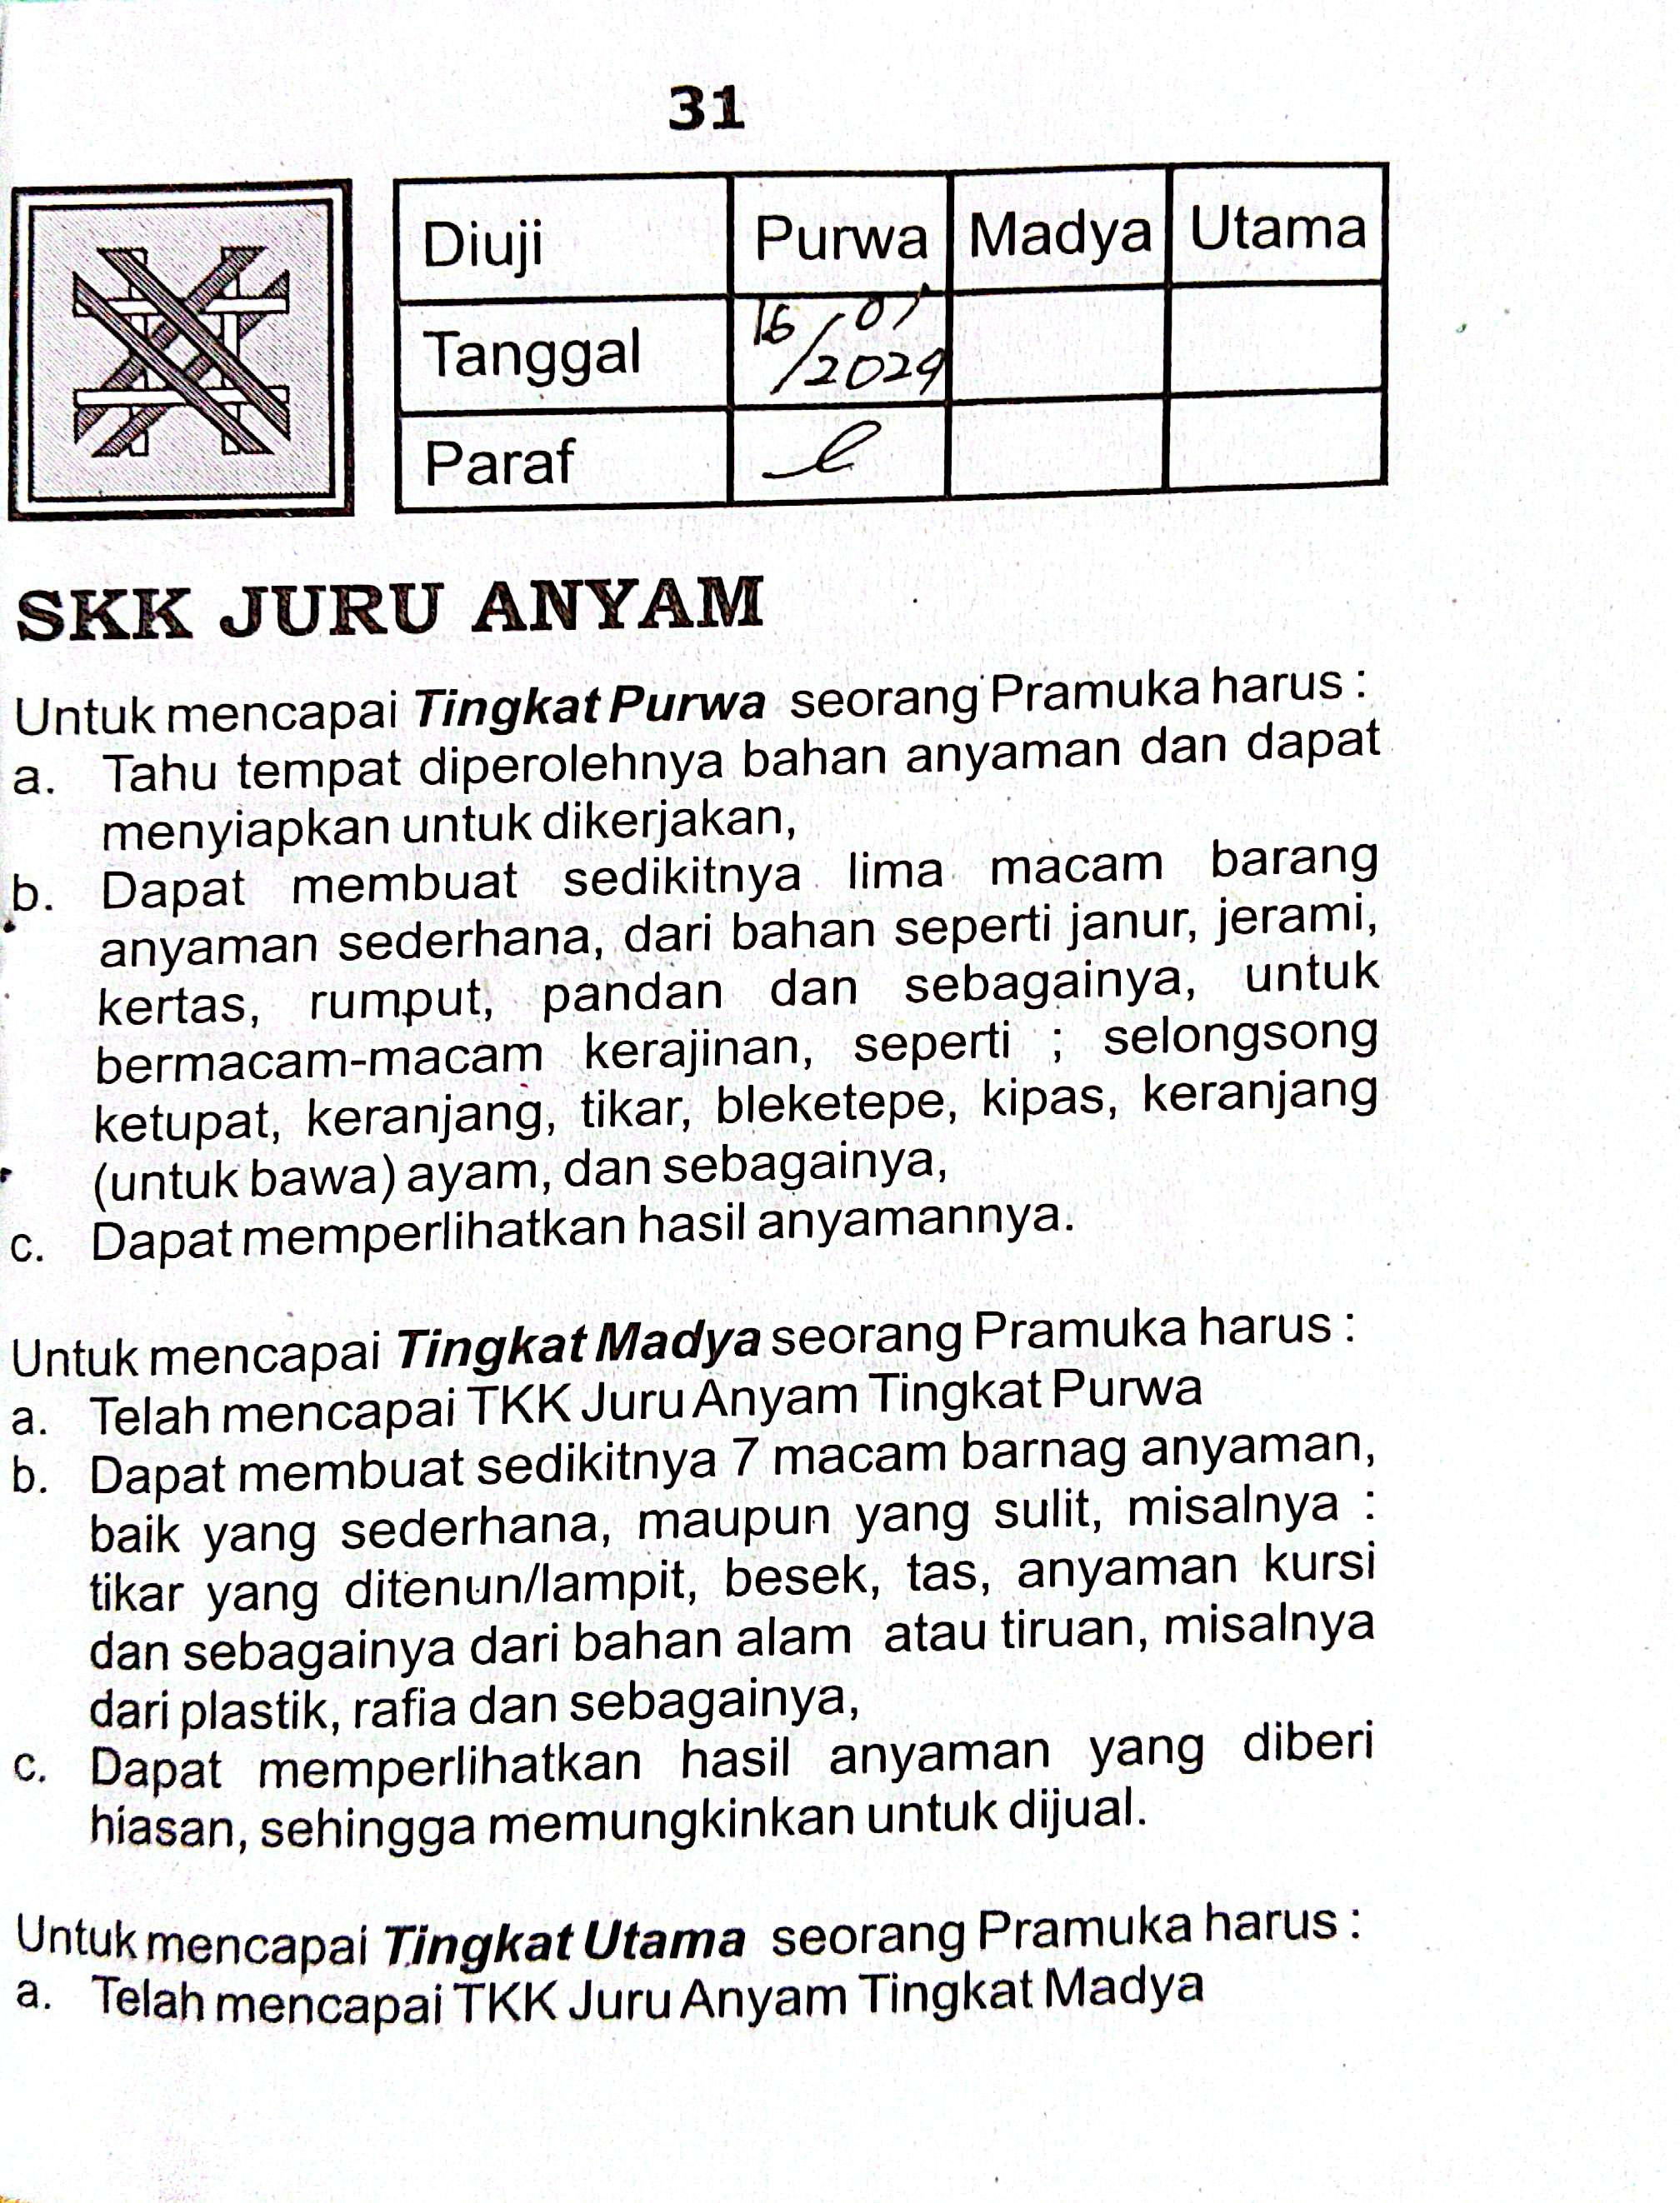 31
Diuji Purwa Madya Utama
Tanggal 16/01/2024
Paraf
SKK JURU ANYAM
Untuk mencapai Tingkat Purwa seorang Pramuka harus :
a. Tahu tempat diperolehnya bahan anyaman dan dapat
menyiapkan untuk dikerjakan,
b. Dapat membuat sedikitnya lima macam barang
anyaman sederhana, dari bahan seperti janur, jerami,
kertas, rumput, pandan dan sebagainya, untuk
bermacam-macam kerajinan, seperti ; selongsong
ketupat, keranjang, tikar, bleketepe, kipas, keranjang
(untuk bawa) ayam, dan sebagainya,
c. Dapat memperlihatkan hasil anyamannya.
Untuk mencapai Tingkat Madya seorang Pramuka harus :
a. Telah mencapai TKK Juru Anyam Tingkat Purwa
b. Dapat membuat sedikitnya 7 macam barnag anyaman,
baik yang sederhana, maupun yang sulit, misalnya :
tikar yang ditenun/lampit, besek, tas, anyaman kursi
dan sebagainya dari bahan alam atau tiruan, misalnya
dari plastik, rafia dan sebagainya,
c. Dapat memperlihatkan hasil anyaman yang diberi
hiasan, sehingga memungkinkan untuk dijual.
Untuk mencapai Tingkat Utama seorang Pramuka harus :
a. Telah mencapai TKK Juru Anyam Tingkat Madya